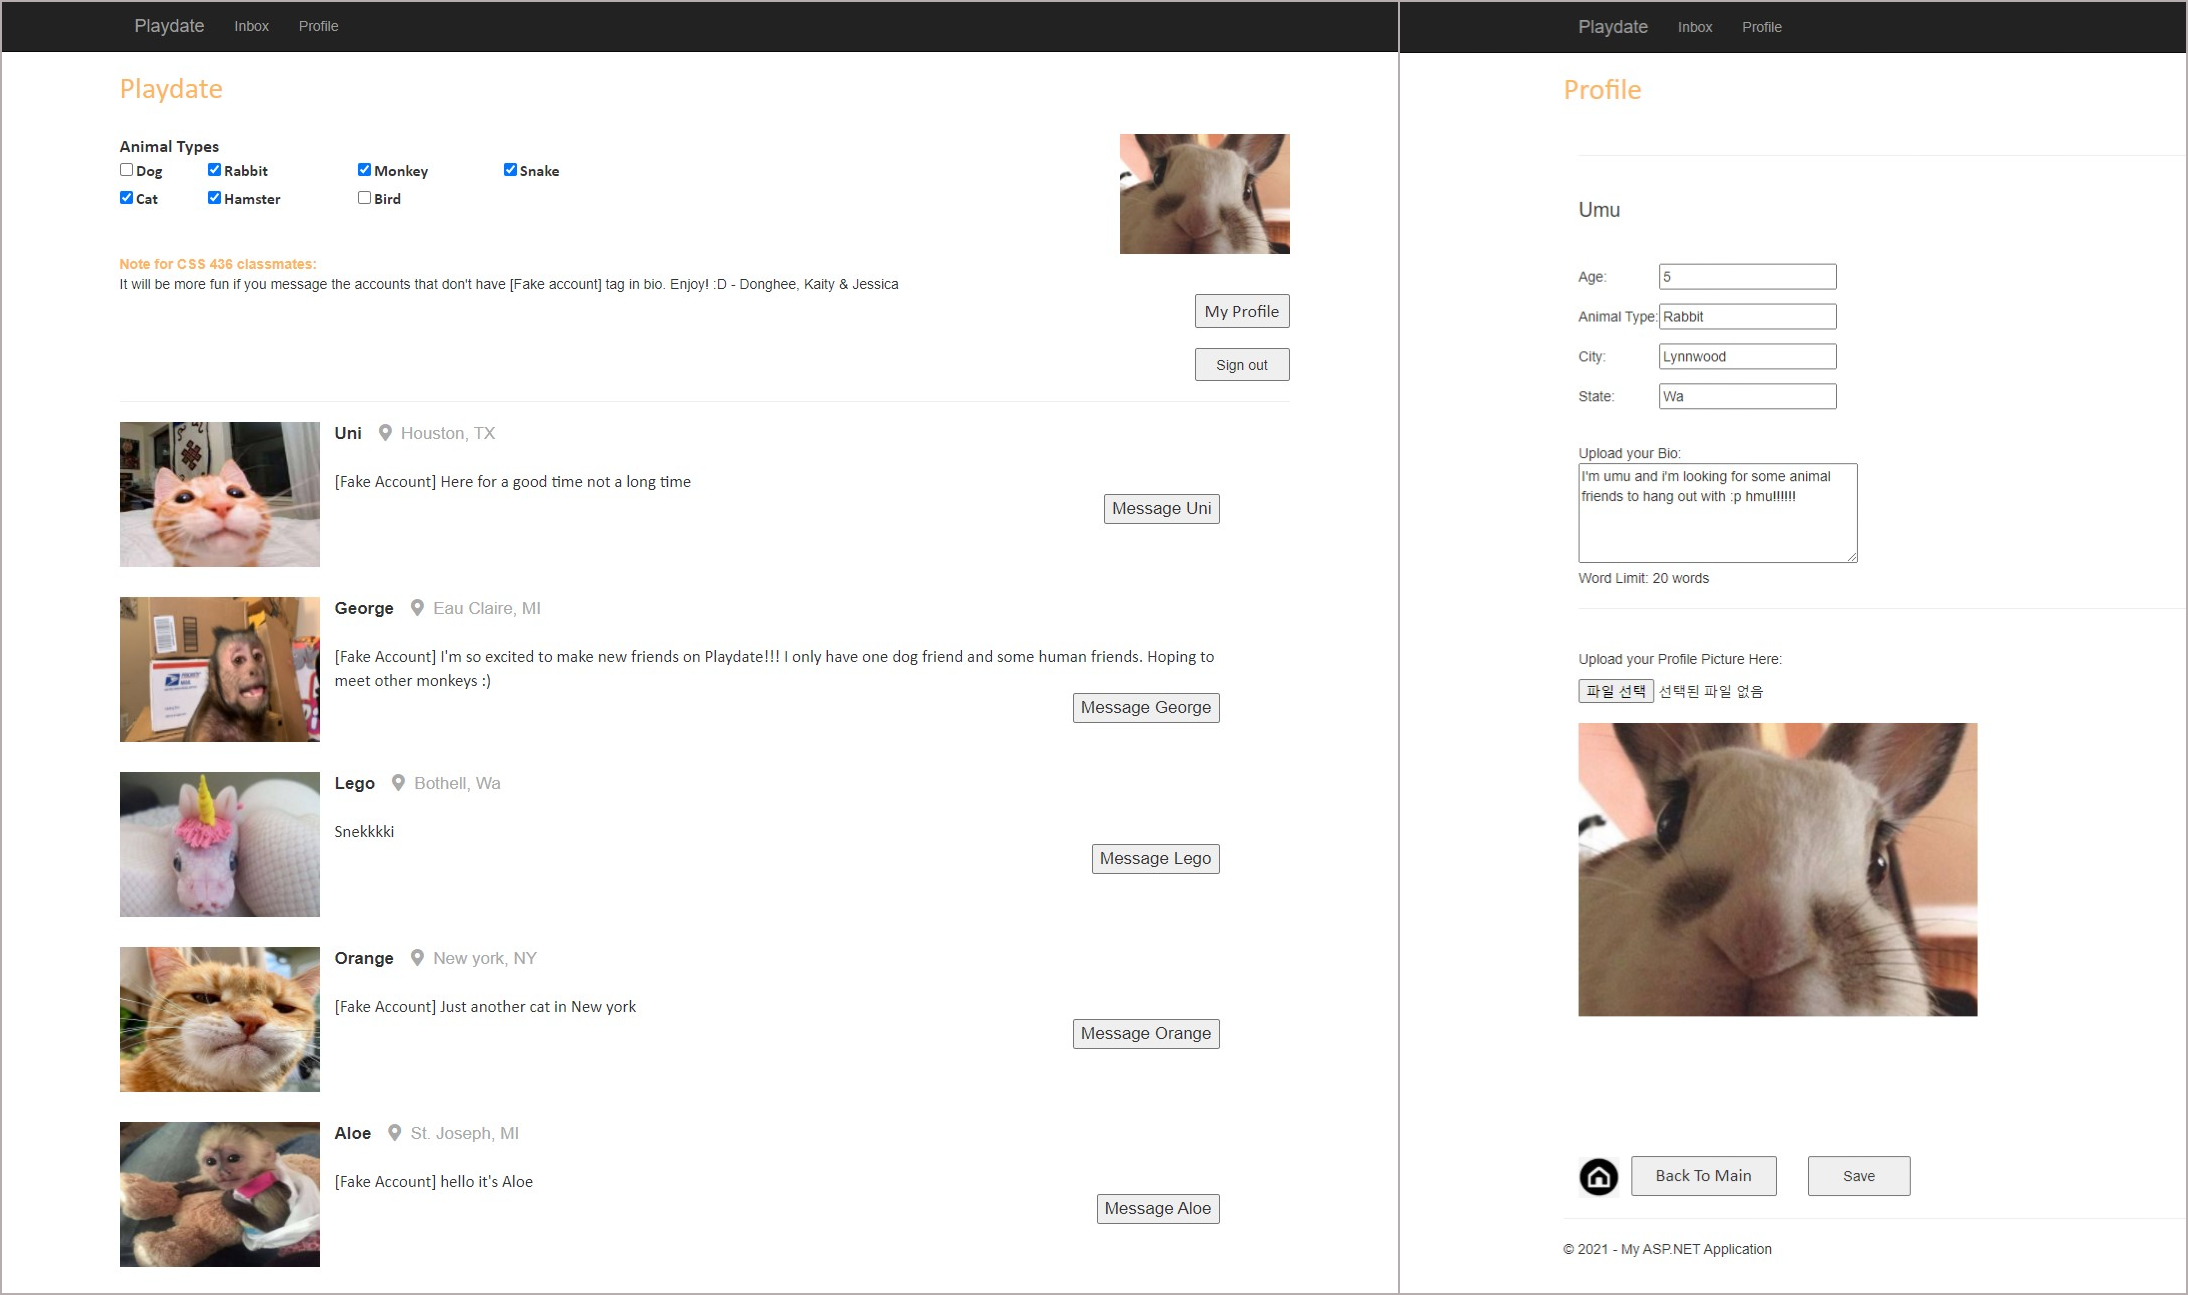 Playdate Inbox Profile
Playdate
Animal Types
Dog Rabbit Monkey Snake
Cat Hamster Bird
Note for CSS 436 classmates:
It will be more fun if you message the accounts that don't have [Fake account] tag in bio. Enjoy! :D - Donghee, Kaity & Jessica
My Profile
Sign out
Uni Houston, TX
[Fake Account] Here for a good time not a long time
Message Uni
George Eau Claire, MI
[Fake Account] I'm so excited to make new friends on Playdate!!! I only have one dog friend and some human friends. Hoping to
meet other monkeys :)
Message George
Lego Bothell, Wa
Snekkkki
Message Lego
Orange New york, NY
[Fake Account] Just another cat in New york
Message Orange
Aloe St. Joseph, MI
[Fake Account] hello it's Aloe
Message Aloe
Playdate Inbox Profile
Profile
Umu
Age: 5
Animal Type: Rabbit
City: Lynnwood
State: Wa
Upload your Bio:
I'm umu and i'm looking for some animal
friends to hang out with :p hmu!!!!!!
Word Limit: 20 words
Upload your Profile Picture Here:
파일 선택 선택된 파일 없음
Back To Main Save
© 2021 - My ASP.NET Application